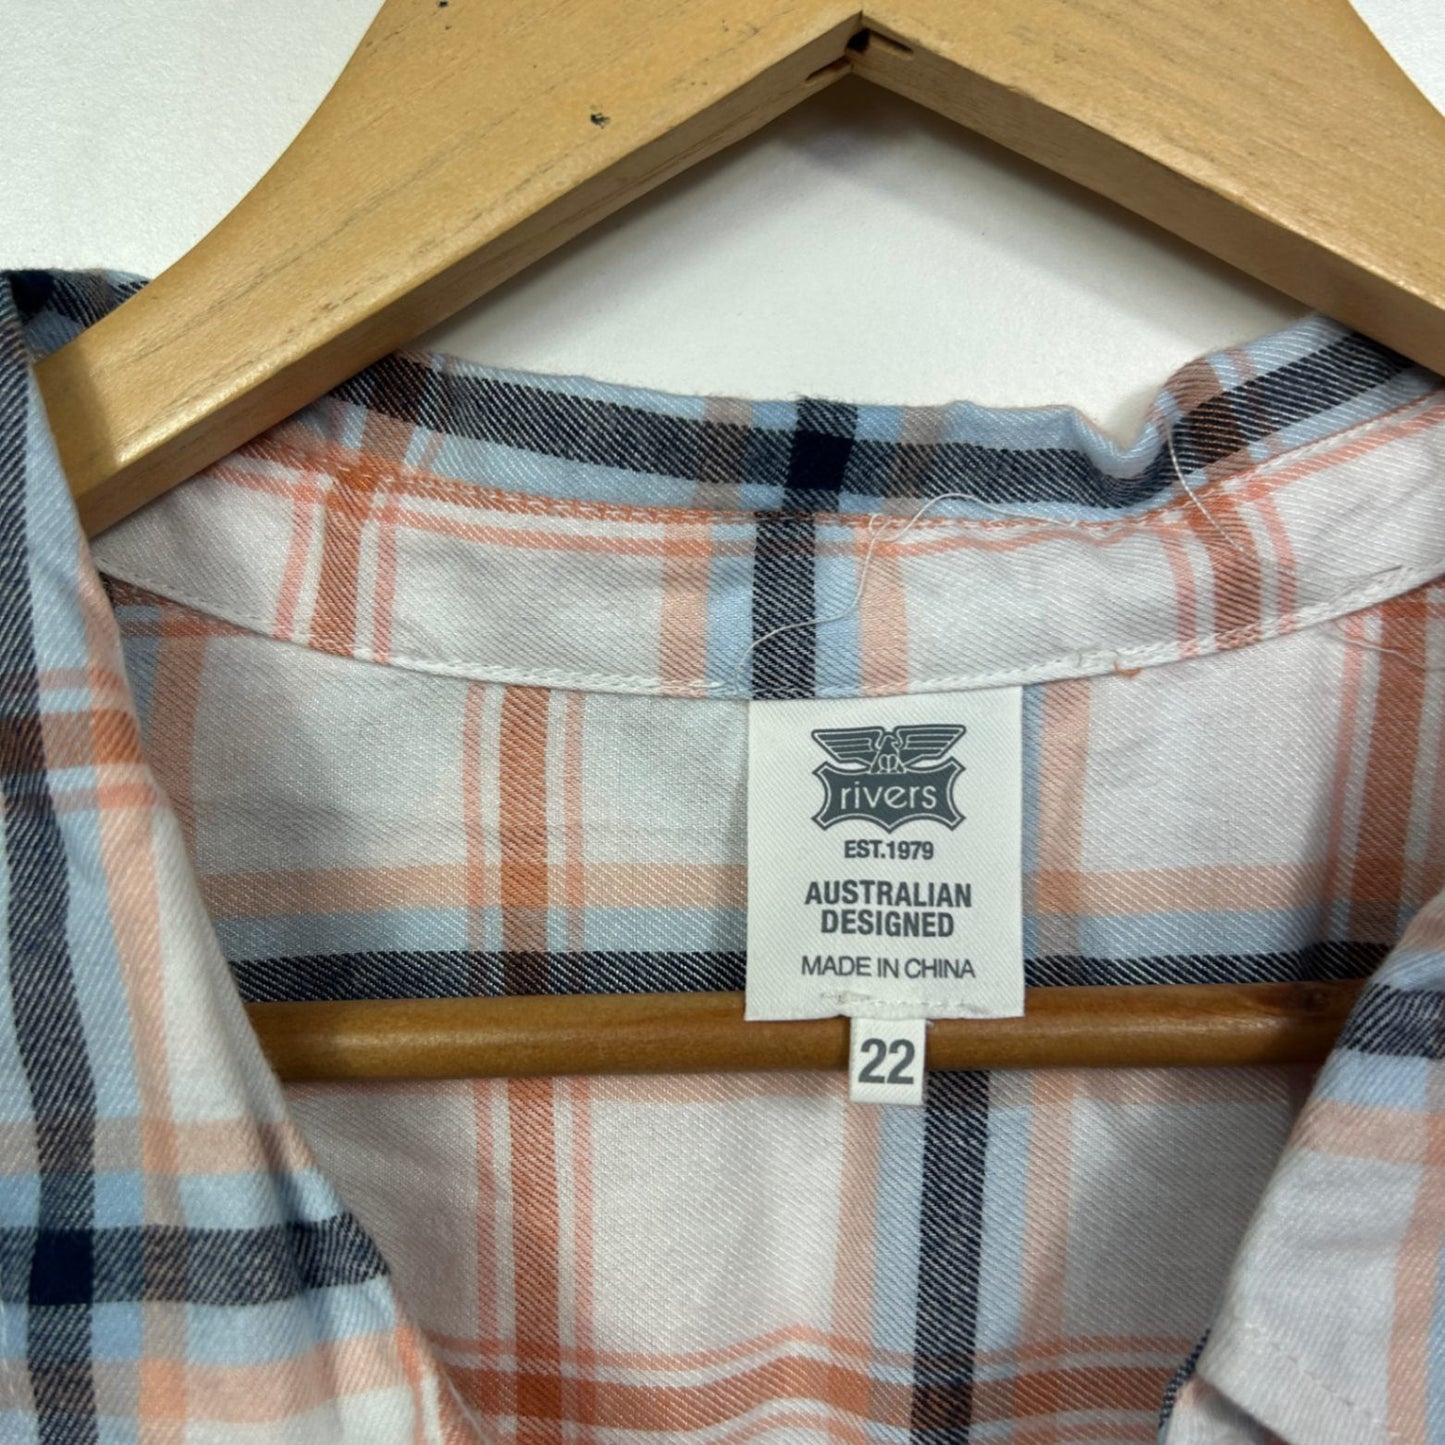 rivers
EST.1979
AUSTRALIAN
DESIGNED
MADE IN CHINA
22